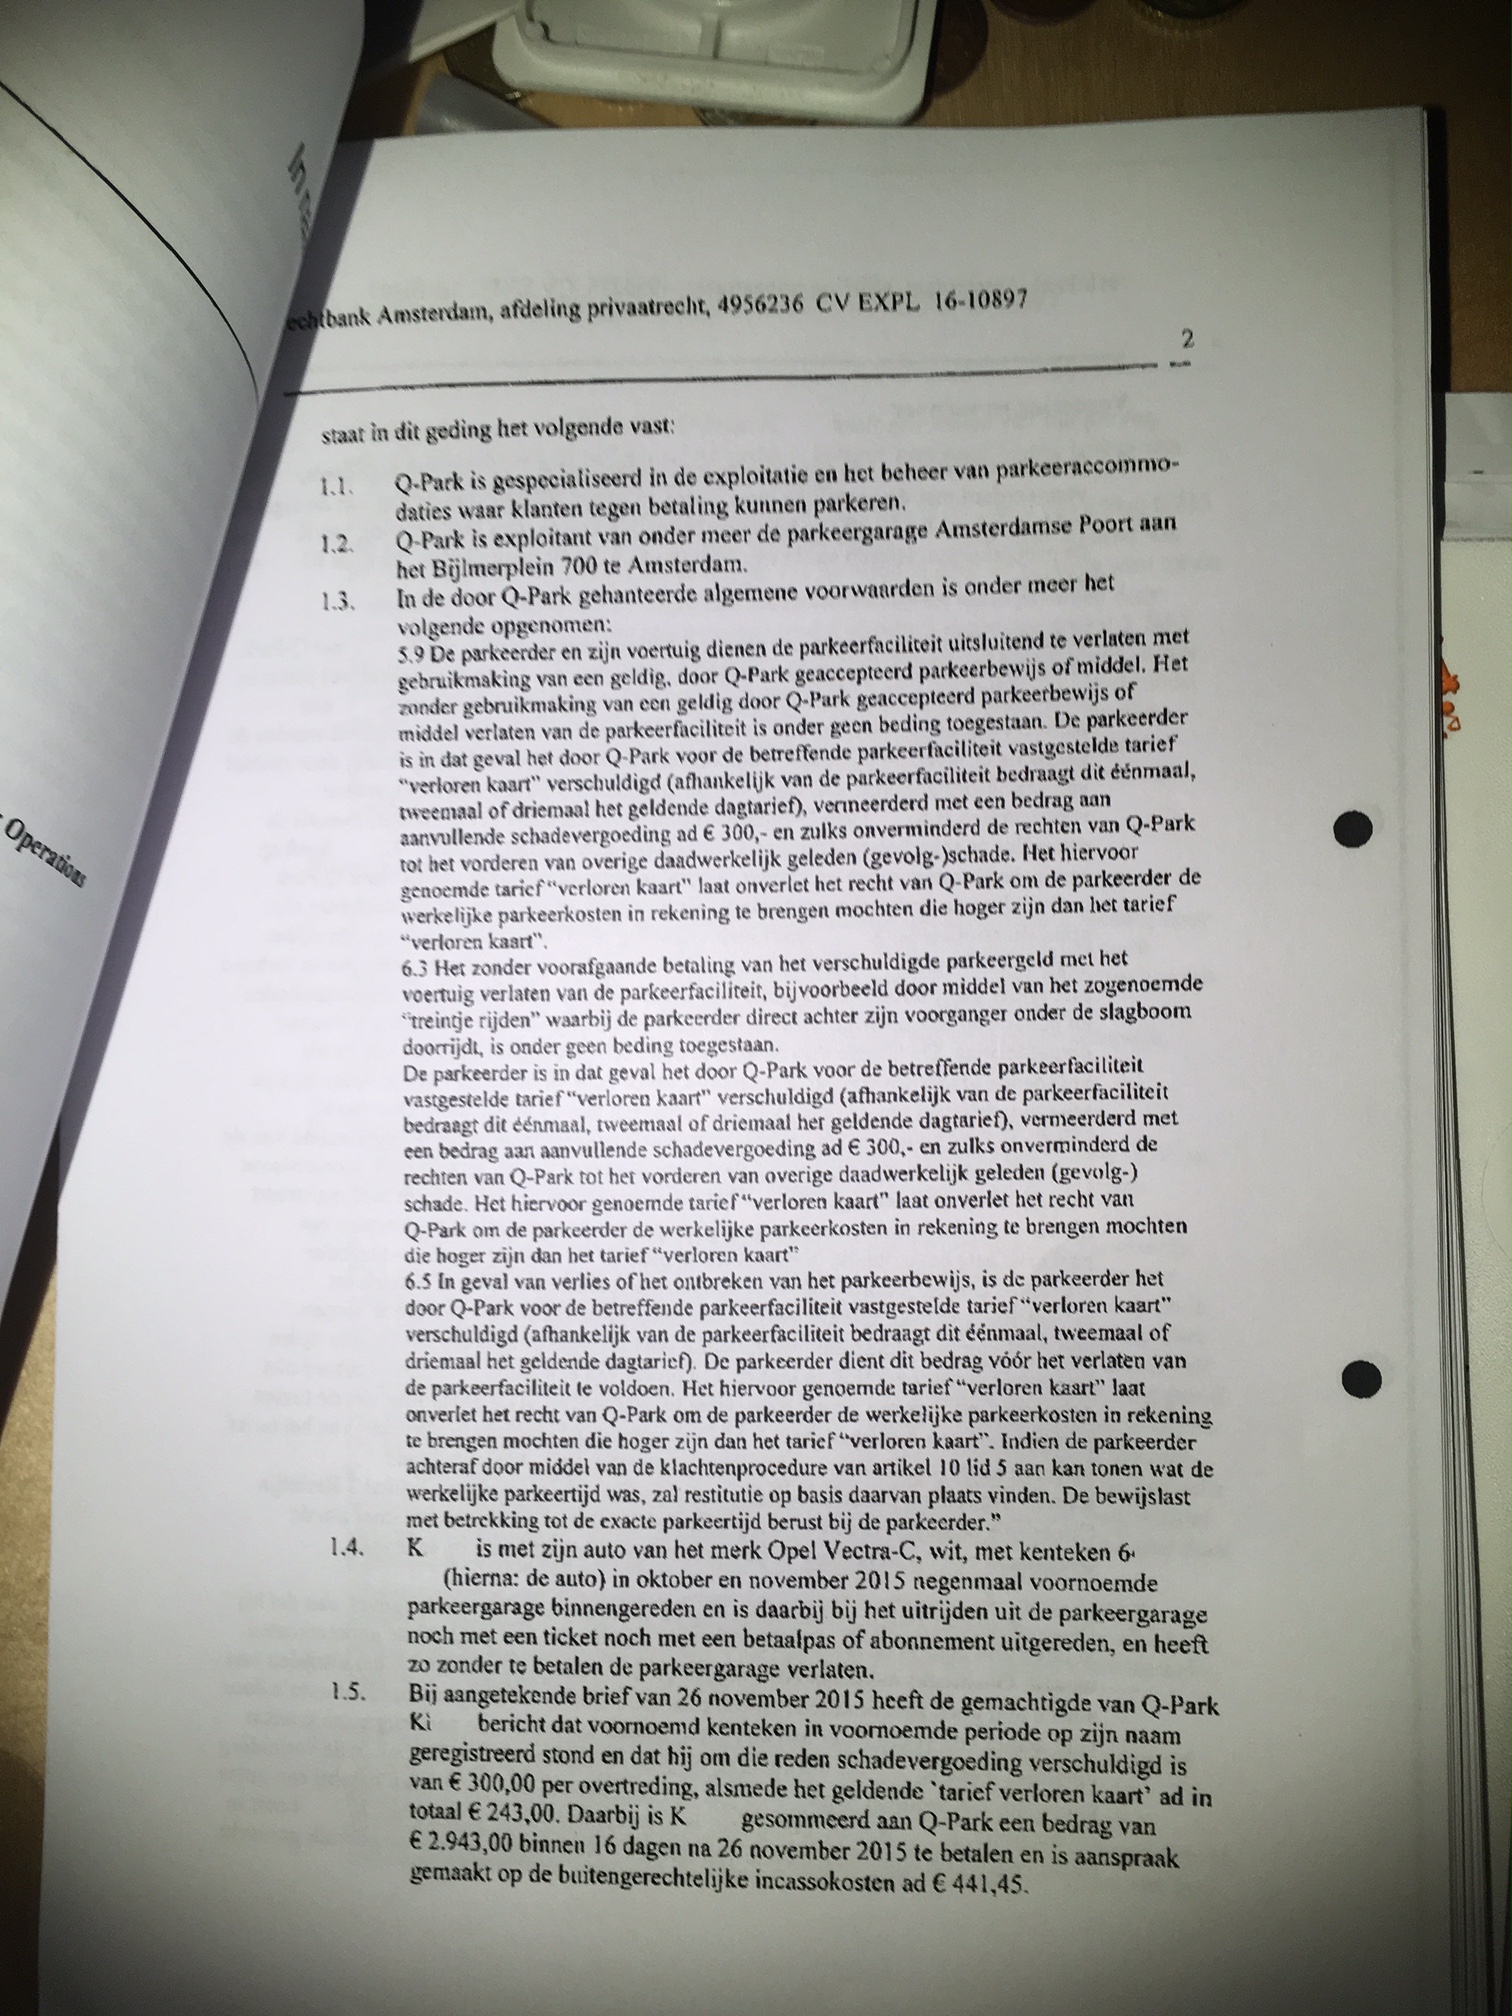 Operations
echtbank Amsterdam, afdeling privaatrecht, 4956236 CV EXPL 16-10897
2
staat in dit geding het volgende vast:
1.1. Q-Park is gespecialiseerd in de exploitatie en het beheer van parkeeraccommo-
daties waar klanten tegen betaling kunnen parkeren.
1.2. Q-Park is exploitant van onder meer de parkeergarage Amsterdamse Poort aan
het Bijlmerplein 700 te Amsterdam.
1.3. In de door Q-Park gehanteerde algemene voorwaarden is onder meer het
volgende opgenomen:
5.9 De parkeerder en zijn voertuig dienen de parkeerfaciliteit uitsluitend te verlaten met
gebruikmaking van een geldig, door Q-Park geaccepteerd parkeerbewijs of middel. Het
zonder gebruikmaking van een geldig door Q-Park geaccepteerd parkeerbewijs of
middel verlaten van de parkeerfaciliteit is onder geen beding toegestaan. De parkeerder
is in dat geval het door Q-Park voor de betreffende parkeerfaciliteit vastgestelde tarief
“verloren kaart” verschuldigd (afhankelijk van de parkeerfaciliteit bedraagt dit éénmaal,
tweemaal of driemaal het geldende dagtarief), vermeerderd met een bedrag aan
aanvullende schadevergoeding ad € 300,- en zulks onverminderd de rechten van Q-Park
tot het vorderen van overige daadwerkelijk geleden (gevolg-)schade. Het hiervoor
genoemde tarief “verloren kaart” laat onverlet het recht van Q-Park om de parkeerder de
werkelijke parkeerkosten in rekening te brengen mochten die hoger zijn dan het tarief
“verloren kaart”.
6.3 Het zonder voorafgaande betaling van het verschuldigde parkeergeld met het
voertuig verlaten van de parkeerfaciliteit, bijvoorbeeld door middel van het zogenoemde
“treintje rijden” waarbij de parkeerder direct achter zijn voorganger onder de slagboom
doorrijdt, is onder geen beding toegestaan.
De parkeerder is in dat geval het door Q-Park voor de betreffende parkeerfaciliteit
vastgestelde tarief “verloren kaart” verschuldigd (afhankelijk van de parkeerfaciliteit
bedraagt dit éénmaal, tweemaal of driemaal het geldende dagtarief), vermeerderd met
een bedrag aan aanvullende schadevergoeding ad € 300,- en zulks onverminderd de
rechten van Q-Park tot het vorderen van overige daadwerkelijk geleden (gevolg-)
schade. Het hiervoor genoemde tarief “verloren kaart” laat onverlet het recht van
Q-Park om de parkeerder de werkelijke parkeerkosten in rekening te brengen mochten
die hoger zijn dan het tarief “verloren kaart”
6.5 In geval van verlies of het ontbreken van het parkeerbewijs, is de parkeerder het
door Q-Park voor de betreffende parkeerfaciliteit vastgestelde tarief “verloren kaart”
verschuldigd (afhankelijk van de parkeerfaciliteit bedraagt dit éénmaal, tweemaal of
driemaal het geldende dagtarief). De parkeerder dient dit bedrag vóór het verlaten van
de parkeerfaciliteit te voldoen. Het hiervoor genoemde tarief “verloren kaart” laat
onverlet het recht van Q-Park om de parkeerder de werkelijke parkeerkosten in rekening
te brengen mochten die hoger zijn dan het tarief “verloren kaart”. Indien de parkeerder
achteraf door middel van de klachtenprocedure van artikel 10 lid 5 aan kan tonen wat de
werkelijke parkeertijd was, zal restitutie op basis daarvan plaats vinden. De bewijslast
met betrekking tot de exacte parkeertijd berust bij de parkeerder.”
1.4. K is met zijn auto van het merk Opel Vectra-C, wit, met kenteken 6
(hierna: de auto) in oktober en november 2015 negenmaal voornoemde
parkeergarage binnengereden en is daarbij bij het uitrijden uit de parkeergarage
noch met een ticket noch met een betaalpas of abonnement uitgereden, en heeft
zo zonder te betalen de parkeergarage verlaten.
1.5. Bij aangetekende brief van 26 november 2015 heeft de gemachtigde van Q-Park
Ki bericht dat voornoemd kenteken in voornoemde periode op zijn naam
geregistreerd stond en dat hij om die reden schadevergoeding verschuldigd is
van € 300,00 per overtreding, alsmede het geldende ‘tarief verloren kaart’ ad in
totaal € 243,00. Daarbij is K gesommeerd aan Q-Park een bedrag van
€ 2.943,00 binnen 16 dagen na 26 november 2015 te betalen en is aanspraak
gemaakt op de buitengerechtelijke incassokosten ad € 441,45.